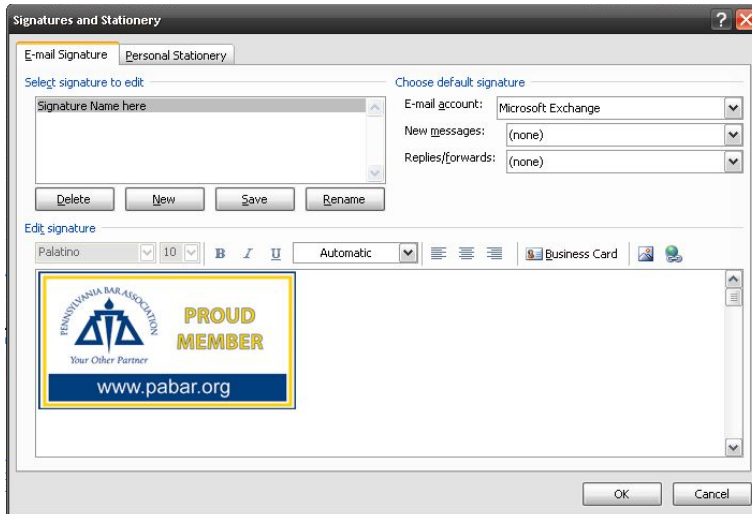 Signatures and Stationery
E-mail Signature Personal Stationery
Select signature to edit
Signature Name here
Delete New Save Rename
Choose default signature
E-mail account: Microsoft Exchange
New messages: (none)
Replies/forwards: (none)
Edit signature
Palatino 10 B I U Automatic Business Card
PENNSYLVANIA BAR ASSOCIATION
Your Other Partner
PROUD
MEMBER
www.pabar.org
OK Cancel